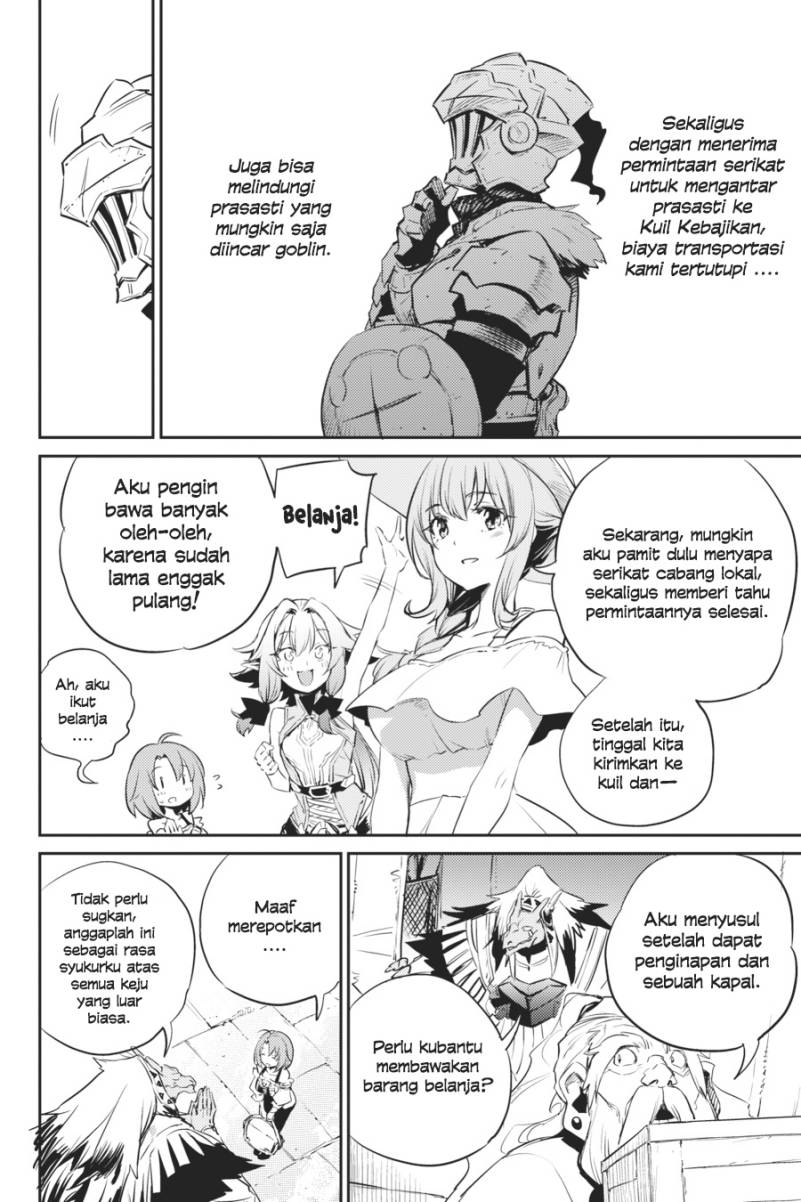 Sekaligus
dengan menerima
permintaan serikat
untuk mengantar
prasasti ke
Kuil Kebajikan,
biaya transportasi
kami tertutupi ....
Juga bisa
melindungi
prasasti yang
mungkin saja
diincar goblin.
Sekarang, mungkin
aku pamit dulu menyapa
serikat cabang lokal,
sekaligus memberi tahu
permintaannya selesai.
Setelah itu,
tinggal kita
kirimkan ke
kuil dan—
Belanja!
Aku pengin
bawa banyak
oleh-oleh,
karena sudah
lama enggak
pulang!
Ah, aku
ikut
belanja
....
Aku menyusul
setelah dapat
penginapan dan
sebuah kapal.
Perlu kubantu
membawakan
barang belanja?
Maaf
merepotkan
....
Tidak perlu
sugkan,
anggaplah ini
sebagai rasa
syukurku atas
semua keju
yang luar
biasa.